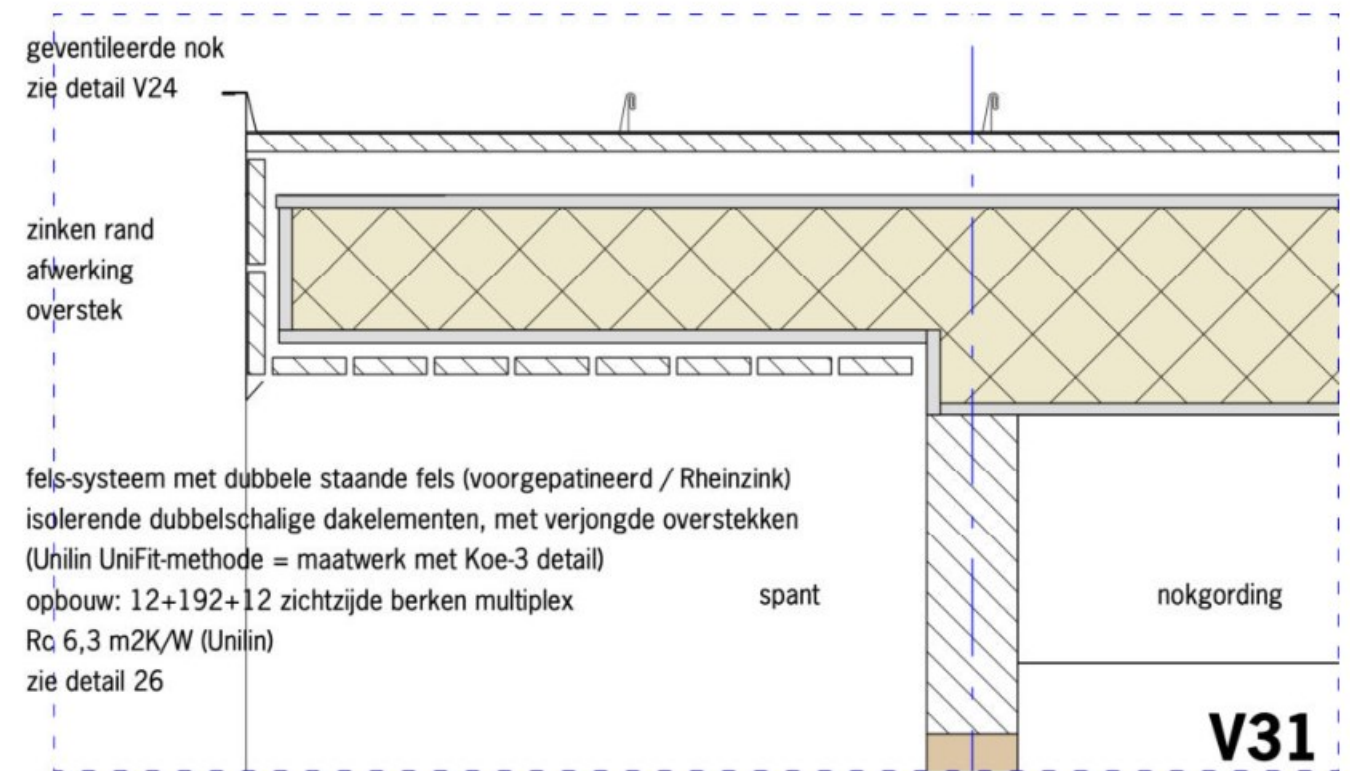 geventileerde nok
zie detail V24
zinken rand
afwerking
overstek
fels-systeem met dubbele staande fels (voorgepatineerd / Rheinzink)
isolerende dubbelschalige dakelementen, met verjongde overstekken
(Unilin UniFit-methode = maatwerk met Koe-3 detail)
opbouw: 12+192+12 zichtzijde berken multiplex
Rc 6,3 m2K/W (Unilin)
zie detail 26
spant
nokgording
V31